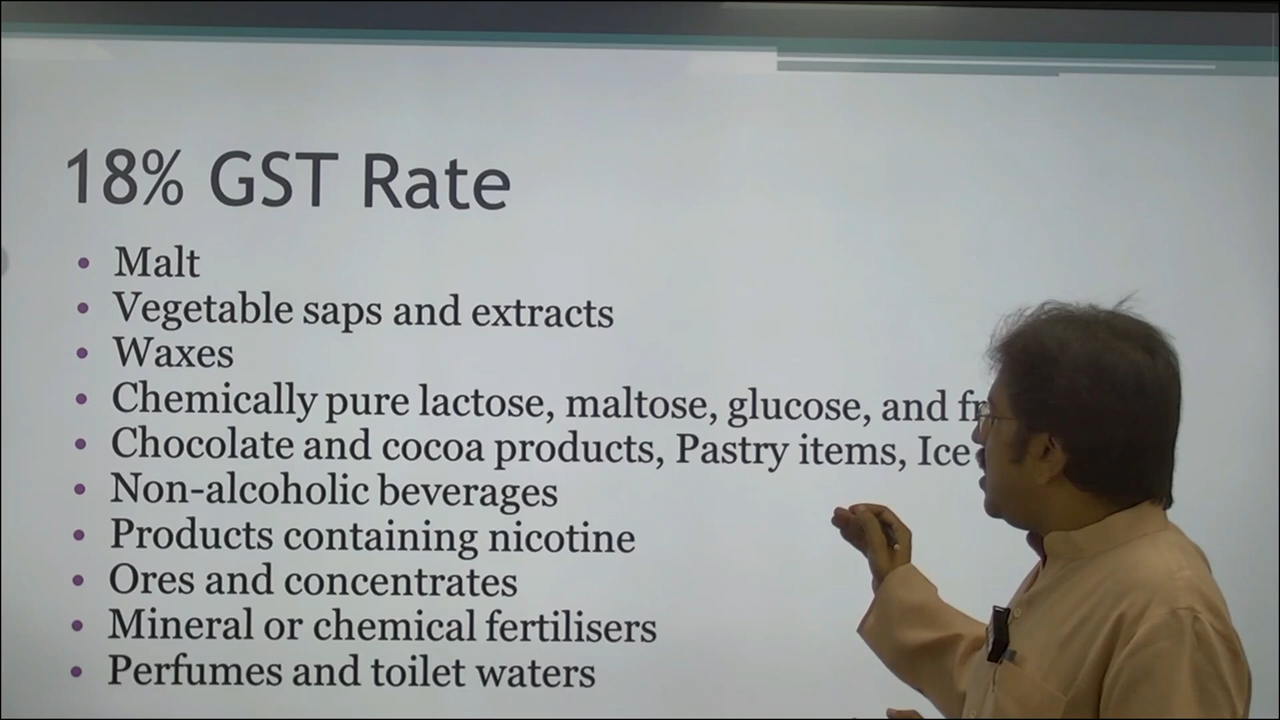 18% GST Rate
• Malt
• Vegetable saps and extracts
• Waxes
• Chemically pure lactose, maltose, glucose, and
• Chocolate and cocoa products, Pastry items, Ice
• Non-alcoholic beverages
• Products containing nicotine
• Ores and concentrates
• Mineral or chemical fertilisers
• Perfumes and toilet waters